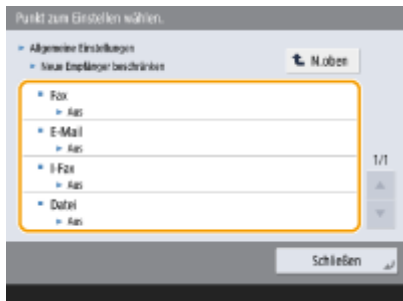 Punkt zum Einstellen wählen.
Allgemeine Einstellungen
Neue Empfänger beschränken
N.oben
Fax
Aus
E-Mail
Aus
I-Fax
Aus
Datei
Aus
1/1
Schließen